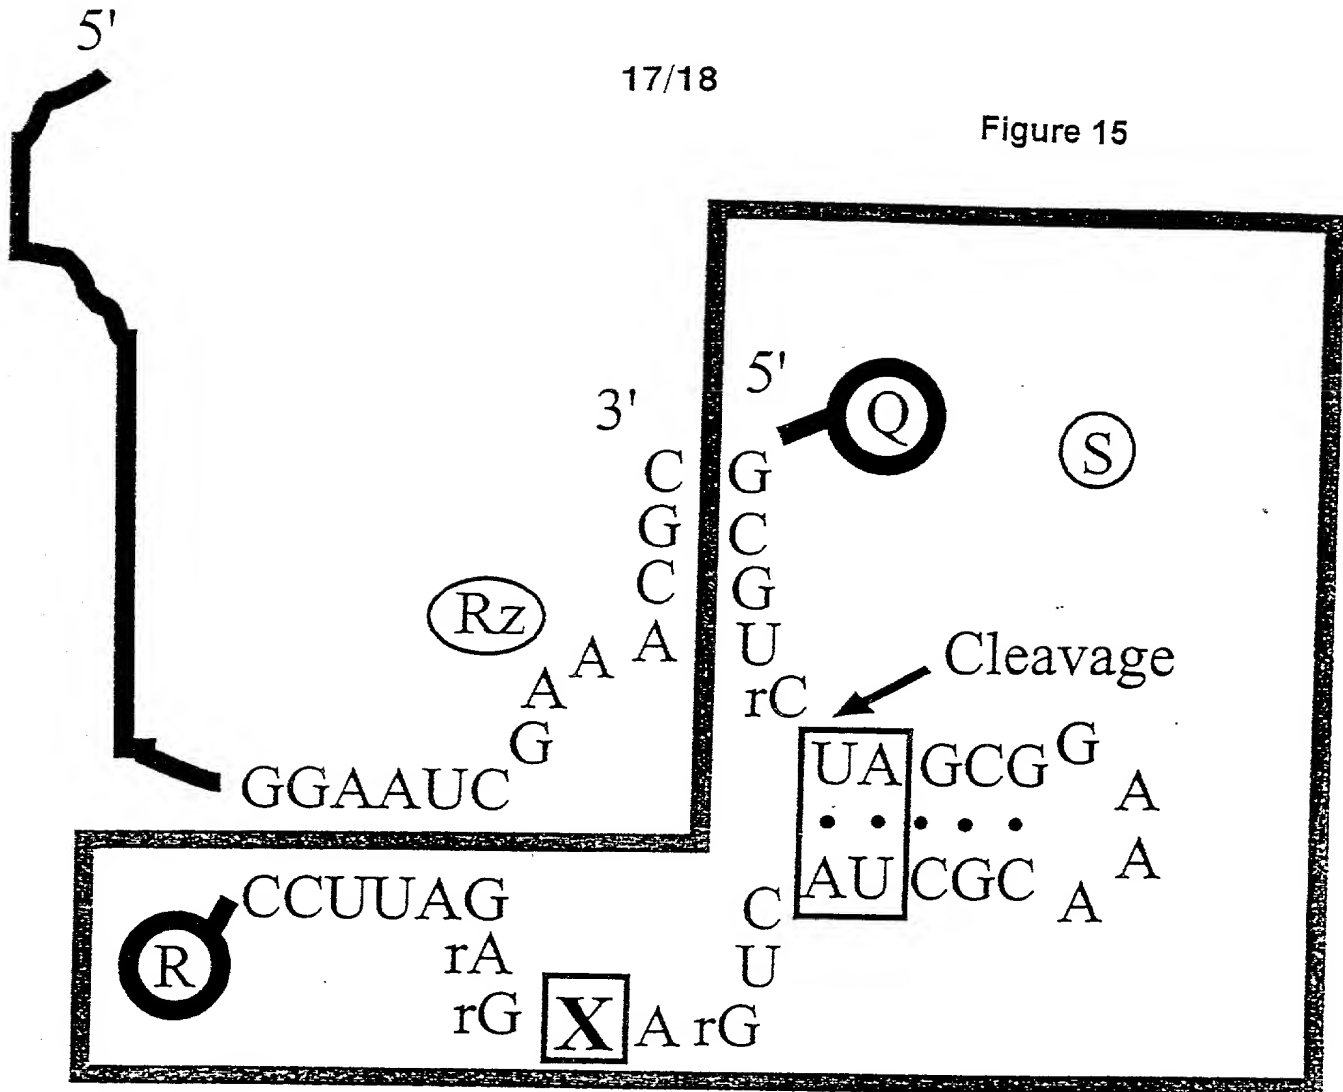 5'
17/18
Figure 15
5'
3'
Q
S
C G
G C
C G
Rz
A U
A
A
rC
Cleavage
G
UA GCG
G
A
GGAAUC
A
AU CGC
A
CCUUAG
C
R
rA
U
rG X A rG